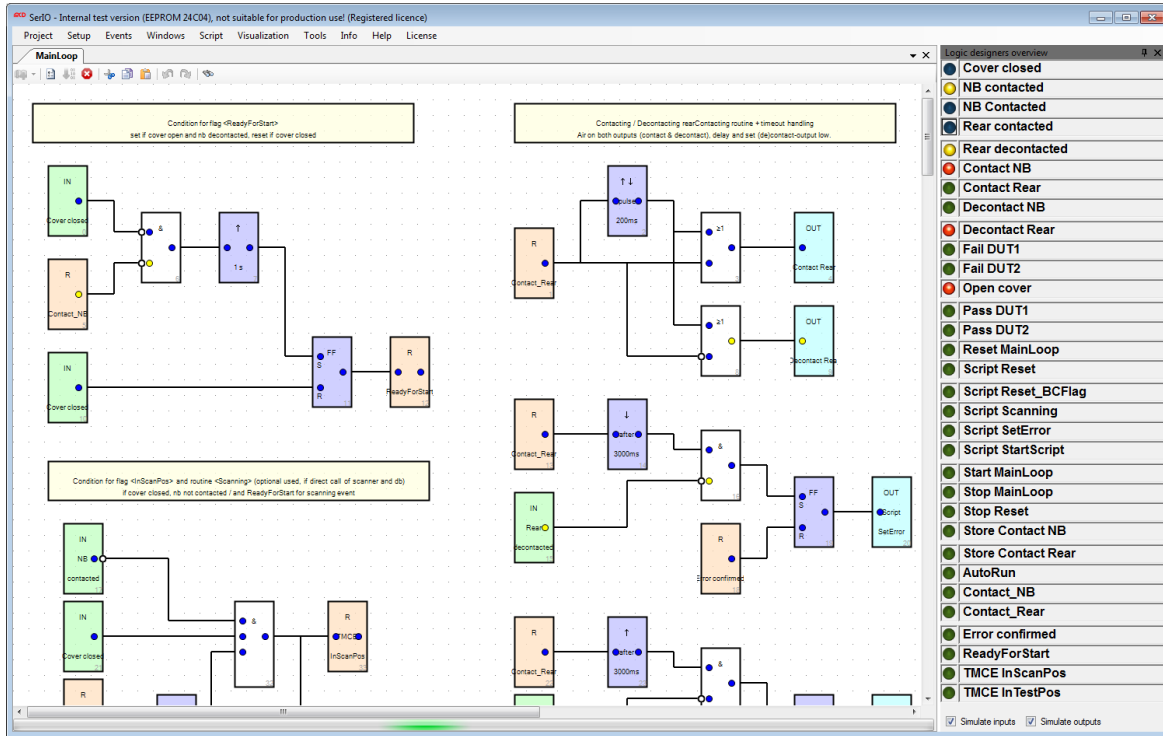 SerIO - Internal test version (EEPROM 24C04), not suitable for production use! (Registered licence)
Project Setup Events Windows Script Visualization Tools Info Help License
MainLoop
Condition for flag <ReadyForStart>
set if cover open and nb decontacted, reset if cover closed
IN
Cover closed
&
↑
1 s
R
Contact_NB
IN
Cover closed
FF
S
R
R
ReadyForStart
Condition for flag <InScanPos> and routine <Scanning> (optional used, if direct call of scanner and db)
if cover closed, nb not contacted / and ReadyForStart for scanning event
IN
NB
contacted
IN
Cover closed
&
R
TMCE
InScanPos
R
Contacting / Decontacting rearContacting routine + timeout handling
Air on both outputs (contact & decontact), delay and set (de)contact-output low.
↑↓
pulse
200ms
R
Contact_Rear
≥1
OUT
Contact Rear
≥1
OUT
Decontact Rea
R
Contact_Rear
↓
after
3000ms
&
IN
Rear
decontacted
FF
S
R
OUT
Script
SetError
R
Error confirmed
R
Contact_Rear
↑
after
3000ms
&
Logic designers overview
Cover closed
NB contacted
NB Contacted
Rear contacted
Rear decontacted
Contact NB
Contact Rear
Decontact NB
Decontact Rear
Fail DUT1
Fail DUT2
Open cover
Pass DUT1
Pass DUT2
Reset MainLoop
Script Reset
Script Reset_BCFlag
Script Scanning
Script SetError
Script StartScript
Start MainLoop
Stop MainLoop
Stop Reset
Store Contact NB
Store Contact Rear
AutoRun
Contact_NB
Contact_Rear
Error confirmed
ReadyForStart
TMCE InScanPos
TMCE InTestPos
Simulate inputs Simulate outputs